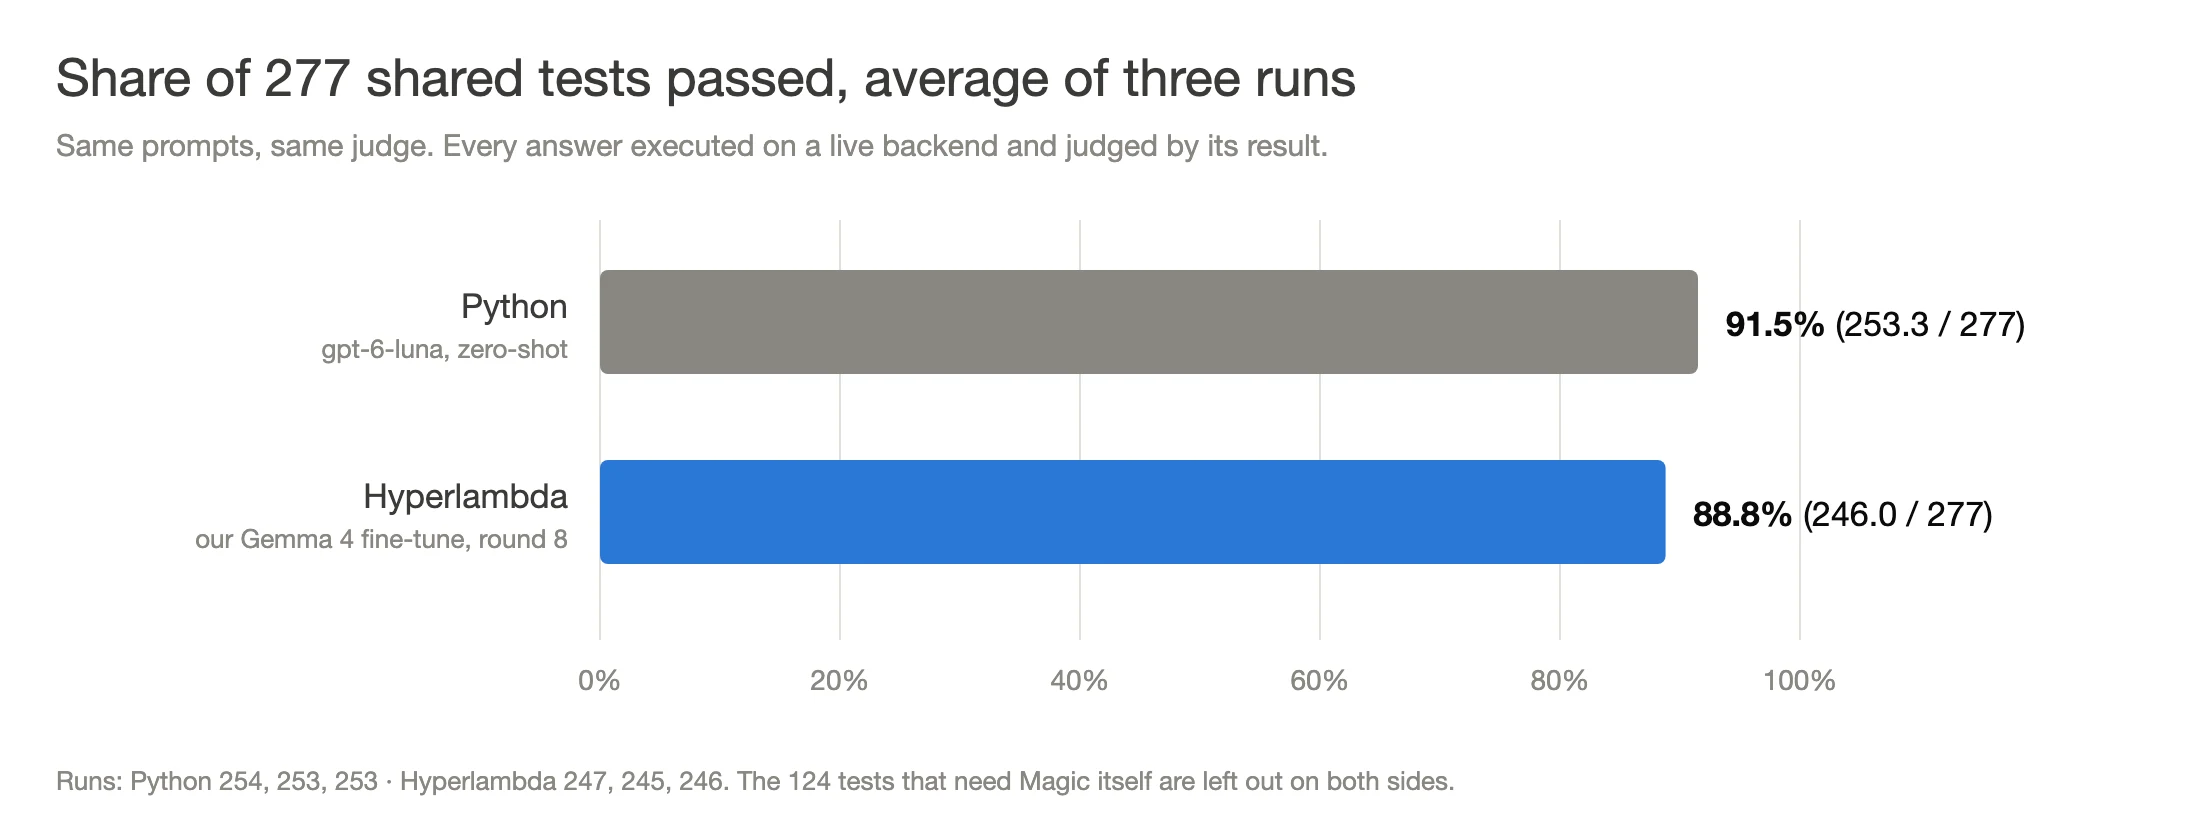 Share of 277 shared tests passed, average of three runs
Same prompts, same judge. Every answer executed on a live backend and judged by its result.
Python
gpt-6-luna, zero-shot
91.5% (253.3 / 277)
Hyperlambda
our Gemma 4 fine-tune, round 8
88.8% (246.0 / 277)
0% 20% 40% 60% 80% 100%
Runs: Python 254, 253, 253 · Hyperlambda 247, 245, 246. The 124 tests that need Magic itself are left out on both sides.